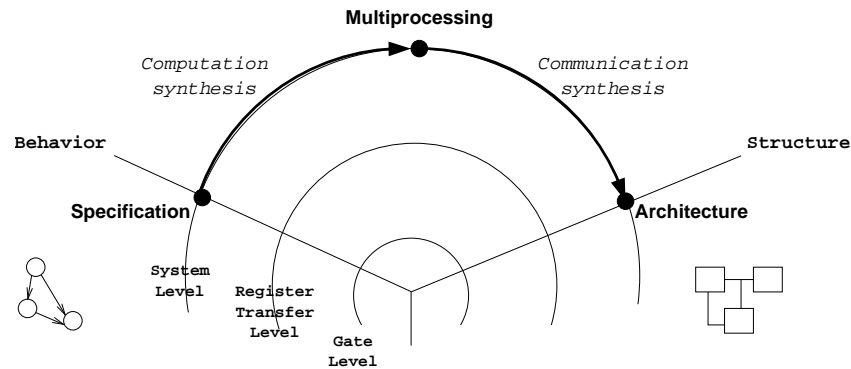 Multiprocessing
Computation
synthesis
Communication
synthesis
Behavior
Structure
Specification
Architecture
System
Level
Register
Transfer
Level
Gate
Level